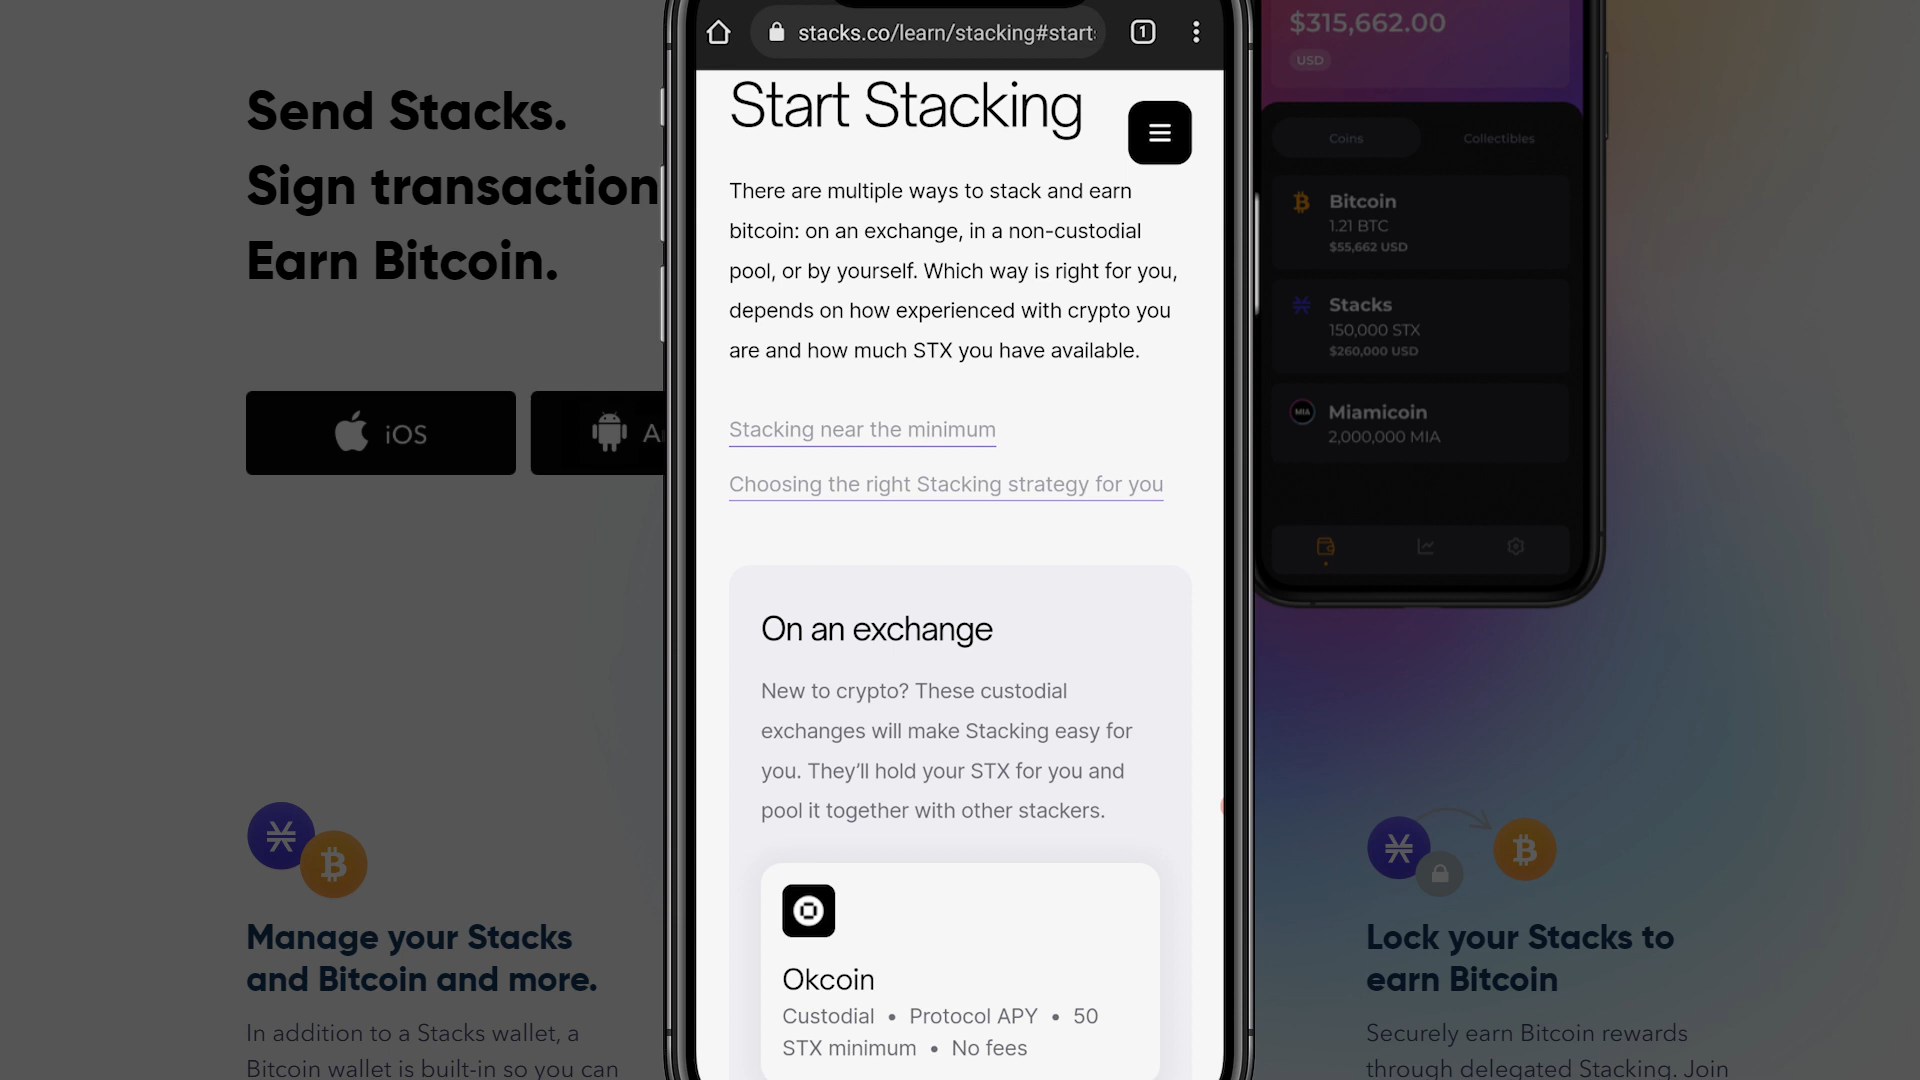 Send Stacks.
Sign transaction
Earn Bitcoin.
iOS
A
stacks.co/learn/stacking#start
1
Start Stacking
There are multiple ways to stack and earn
bitcoin: on an exchange, in a non-custodial
pool, or by yourself. Which way is right for you,
depends on how experienced with crypto you
are and how much STX you have available.
Stacking near the minimum
Choosing the right Stacking strategy for you
On an exchange
New to crypto? These custodial
exchanges will make Stacking easy for
you. They'll hold your STX for you and
pool it together with other stackers.
Okcoin
Custodial • Protocol APY • 50
STX minimum • No fees
$315,662.00
USD
Coins
Collectibles
Bitcoin
1.21 BTC
$55,662 USD
Stacks
150,000 STX
$260,000 USD
MIA
Miamicoin
2,000,000 MIA
Manage your Stacks
and Bitcoin and more.
In addition to a Stacks wallet, a
Bitcoin wallet is built-in so you can
Lock your Stacks to
earn Bitcoin
Securely earn Bitcoin rewards
through delegated Stacking. Join